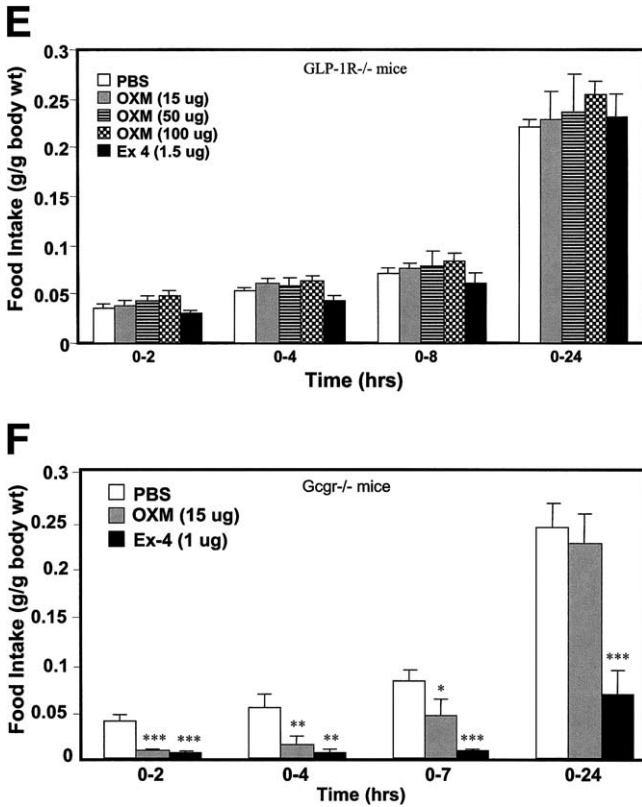 E
GLP-1R-/- mice
PBS
OXM (15 ug)
OXM (50 ug)
OXM (100 ug)
Ex 4 (1.5 ug)
Food Intake (g/g body wt)
0.3
0.25
0.2
0.15
0.1
0.05
0
0-2 0-4 0-8 0-24
Time (hrs)
F
Gcgr-/- mice
PBS
OXM (15 ug)
Ex-4 (1 ug)
Food Intake (g/g body wt)
0.3
0.25
0.2
0.15
0.1
0.05
0
*** *** ** ** * *** ***
0-2 0-4 0-7 0-24
Time (hrs)